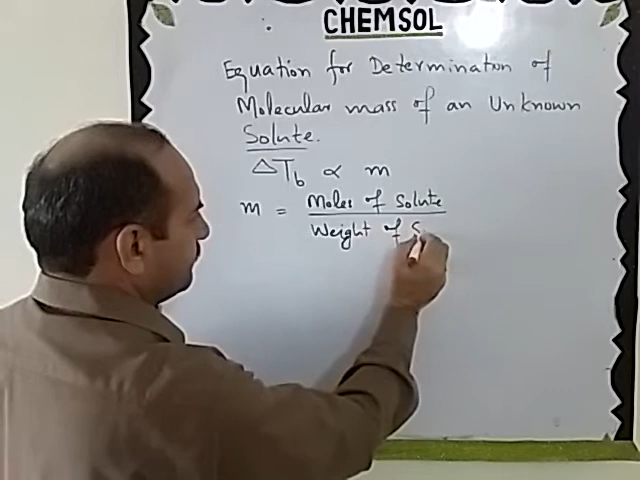 CHEMSOL
Equation for Determination of
Molecular mass of an Unknown
Solute.
ΔT_b ∝ m
m = Moles of Solute
Weight of S